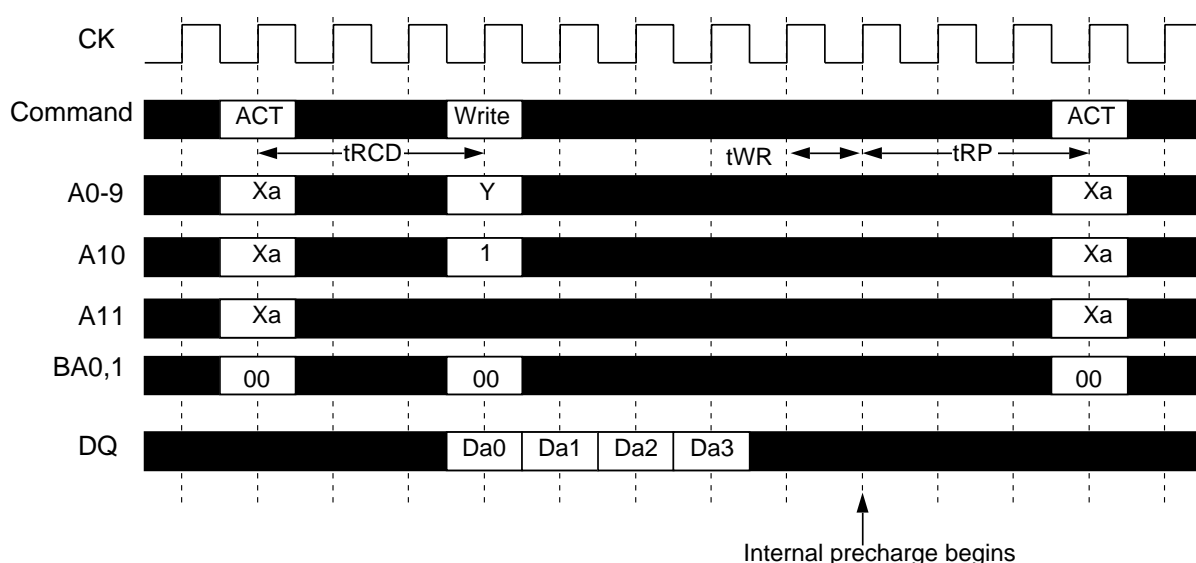 CK
Command ACT Write ACT
tRCD tWR tRP
A0-9 Xa Y Xa
A10 Xa 1 Xa
A11 Xa Xa
BA0,1 00 00 00
DQ Da0 Da1 Da2 Da3
Internal precharge begins